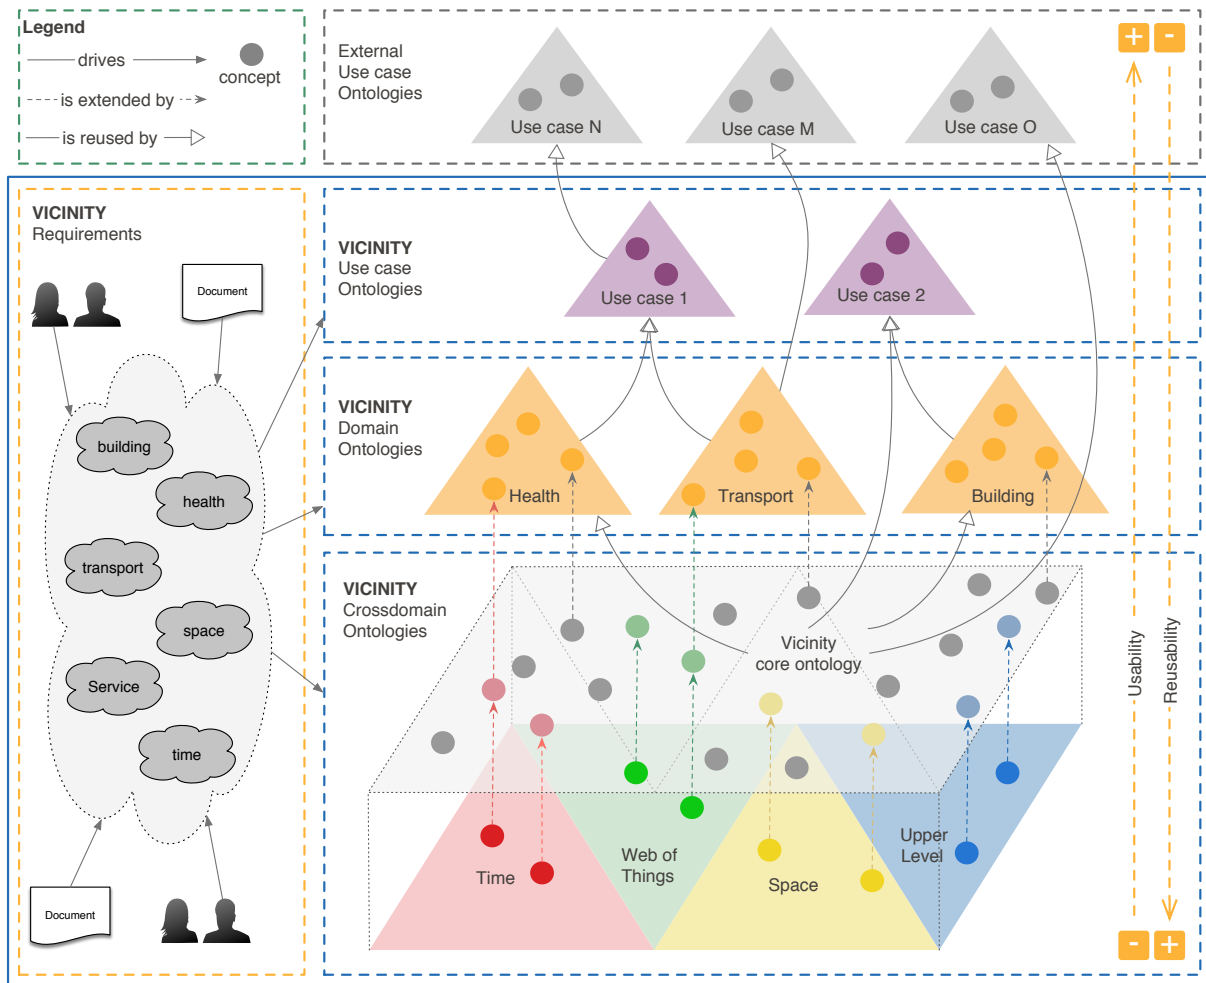 Legend
drives
concept
is extended by
is reused by
External
Use case
Ontologies
Use case N
Use case M
Use case O
+
-
VICINITY
Requirements
Document
building
health
transport
space
Service
time
Document
VICINITY
Use case
Ontologies
Use case 1
Use case 2
VICINITY
Domain
Ontologies
Health
Transport
Building
VICINITY
Crossdomain
Ontologies
Vicinity
core ontology
Time
Web of
Things
Space
Upper
Level
Usability
Reusability
-
+